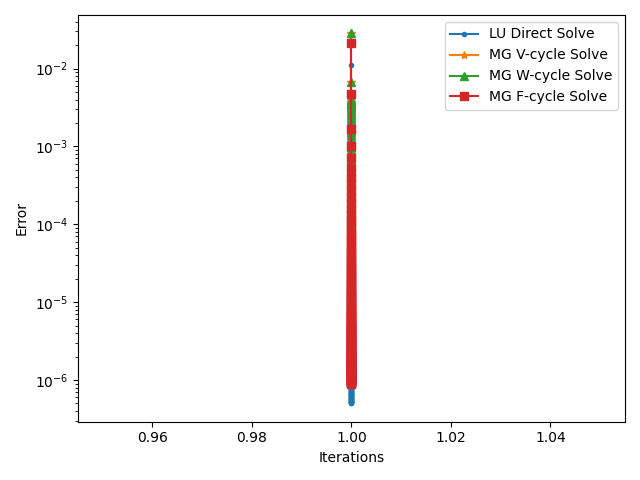 LU Direct Solve
MG V-cycle Solve
MG W-cycle Solve
MG F-cycle Solve
Error
10⁻²
10⁻³
10⁻⁴
10⁻⁵
10⁻⁶
0.96 0.98 1.00 1.02 1.04
Iterations